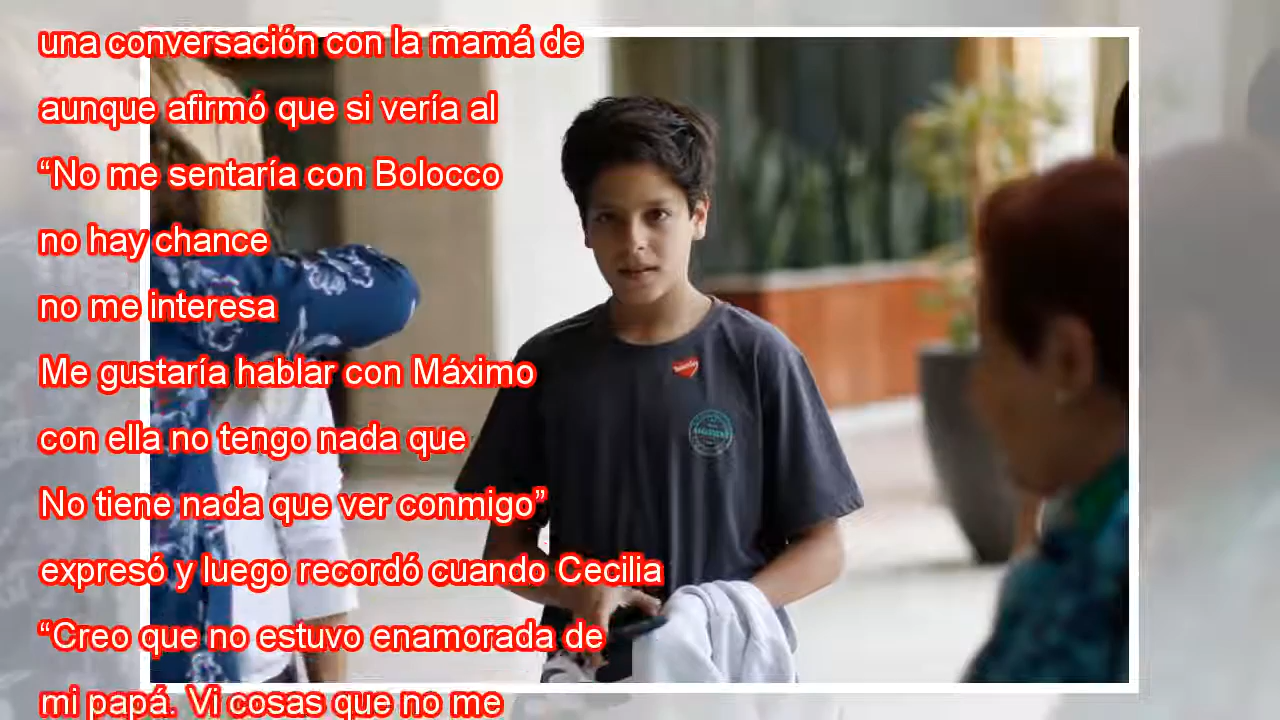 una conversación con la mamá de
aunque afirmó que si vería al
“No me sentaría con Bolocco
no hay chance
no me interesa
Me gustaría hablar con Máximo
con ella no tengo nada que
No tiene nada que ver conmigo”
expresó y luego recordó cuando Cecilia
“Creo que no estuvo enamorada de
mi papá. Vi cosas que no me